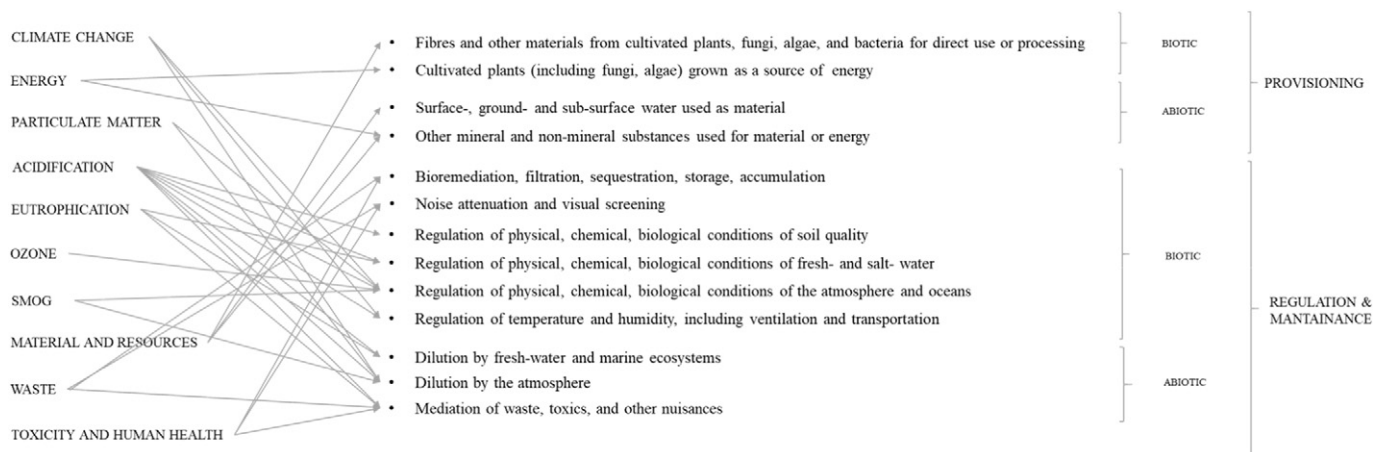 CLIMATE CHANGE
ENERGY
PARTICULATE MATTER
ACIDIFICATION
EUTROPHICATION
OZONE
SMOG
MATERIAL AND RESOURCES
WASTE
TOXICITY AND HUMAN HEALTH
• Fibres and other materials from cultivated plants, fungi, algae, and bacteria for direct use or processing
• Cultivated plants (including fungi, algae) grown as a source of energy
• Surface-, ground- and sub-surface water used as material
• Other mineral and non-mineral substances used for material or energy
• Bioremediation, filtration, sequestration, storage, accumulation
• Noise attenuation and visual screening
• Regulation of physical, chemical, biological conditions of soil quality
• Regulation of physical, chemical, biological conditions of fresh- and salt- water
• Regulation of physical, chemical, biological conditions of the atmosphere and oceans
• Regulation of temperature and humidity, including ventilation and transportation
• Dilution by fresh-water and marine ecosystems
• Dilution by the atmosphere
• Mediation of waste, toxics, and other nuisances
BIOTIC
ABIOTIC
BIOTIC
ABIOTIC
PROVISIONING
REGULATION &
MANTAINANCE